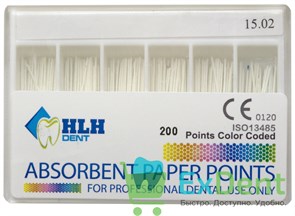 15.02
HLH
DENT
CE 0120
ISO13485
200 Points Color Coded
ABSORBENT PAPER POINTS
FOR PROFESSIONAL DENTAL USE ONLY
Быстро. Доступно. Удобно.